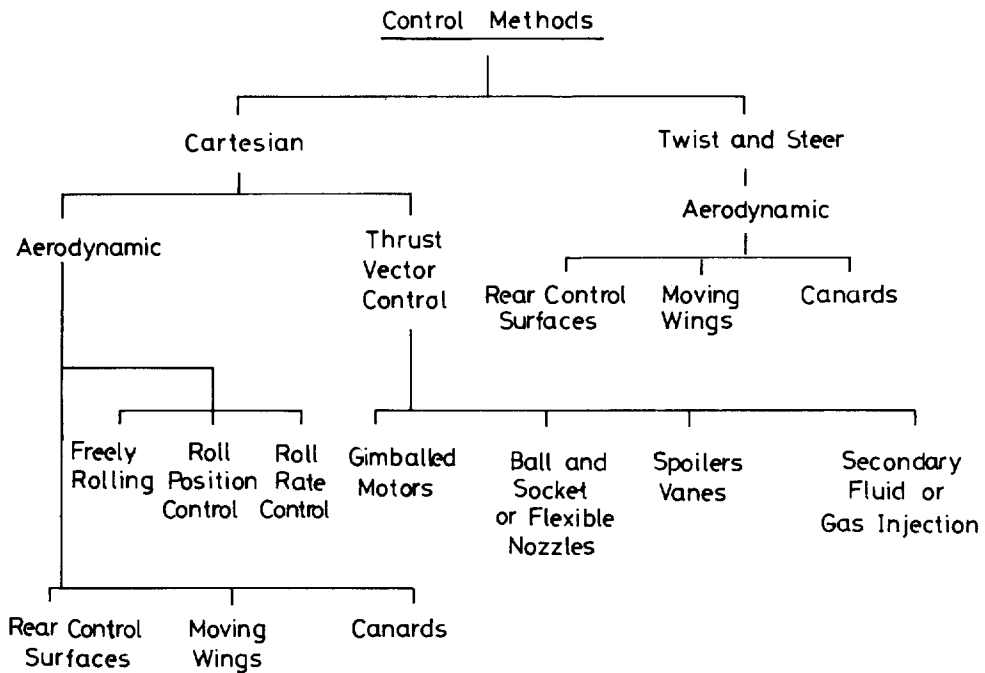 Control Methods
Cartesian
Twist and Steer
Aerodynamic
Thrust
Vector
Control
Aerodynamic
Rear Control
Surfaces
Moving
Wings
Canards
Freely
Rolling
Roll
Position
Control
Roll
Rate
Control
Gimballed
Motors
Ball and
Socket
or Flexible
Nozzles
Spoilers
Vanes
Secondary
Fluid or
Gas Injection
Rear Control
Surfaces
Moving
Wings
Canards